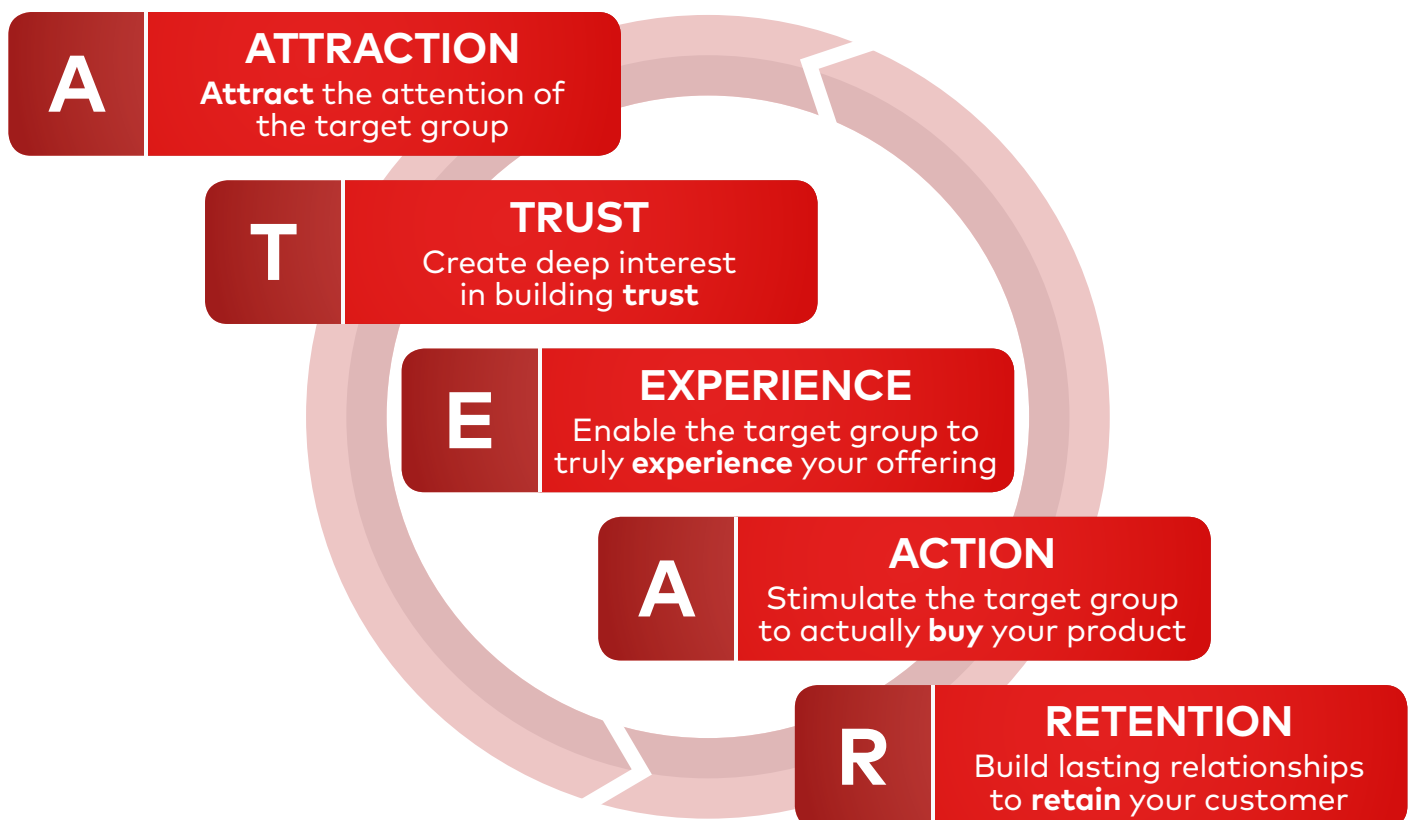 A
ATTRACTION
Attract the attention of
the target group
T
TRUST
Create deep interest
in building trust
E
EXPERIENCE
Enable the target group to
truly experience your offering
A
ACTION
Stimulate the target group
to actually buy your product
R
RETENTION
Build lasting relationships
to retain your customer